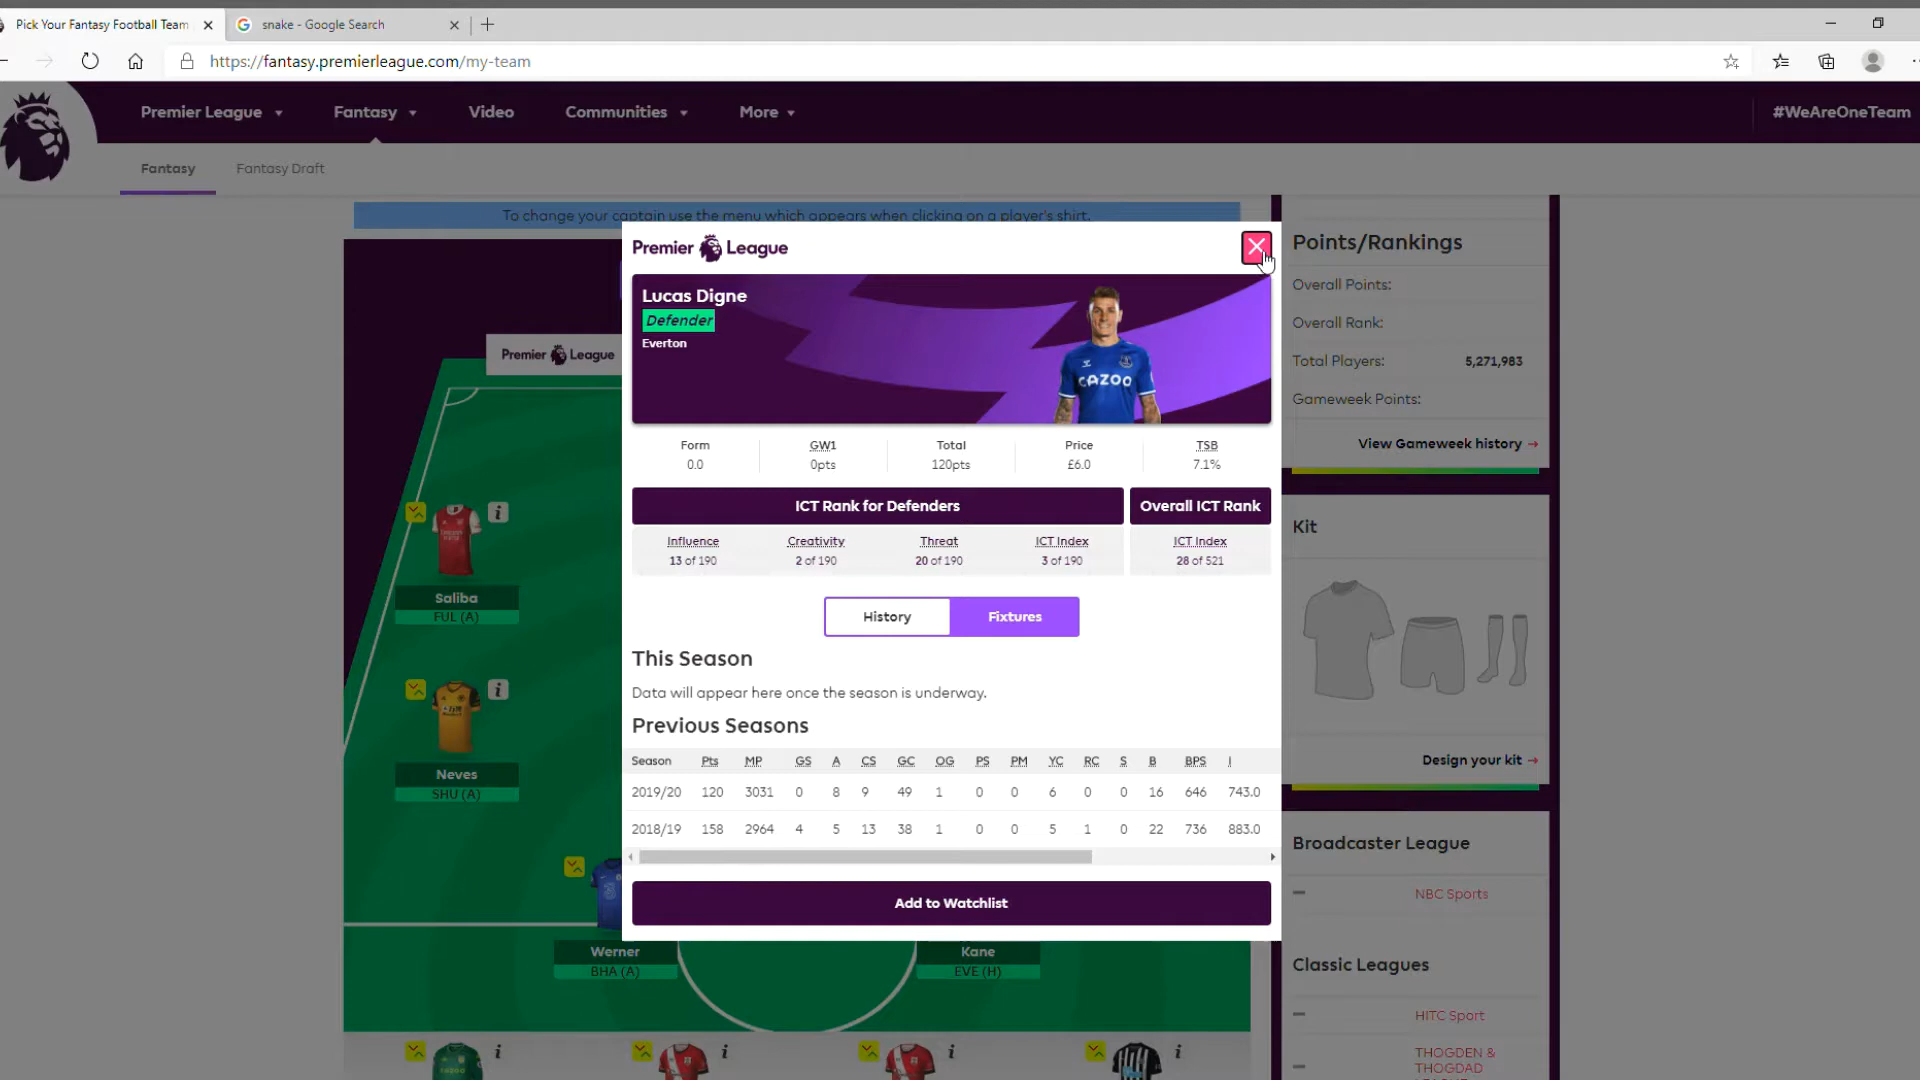 Pick Your Fantasy Football Team
snake - Google Search
https://fantasy.premierleague.com/my-team
Premier League
Fantasy
Video
Communities
More
#WeAreOneTeam
Fantasy
Fantasy Draft
To change your captain use the menu which appears when clicking on a player's shirt.
Premier League
Lucas Digne
Defender
Everton
CAZOO
Form
GW1
Total
Price
TSB
0.0
0pts
120pts
£6.0
7.1%
ICT Rank for Defenders
Overall ICT Rank
Influence
Creativity
Threat
ICT Index
ICT Index
13 of 190
2 of 190
20 of 190
3 of 190
28 of 521
History
Fixtures
This Season
Data will appear here once the season is underway.
Previous Seasons
Season Pts MP GS A CS GC OG PS PM YC RC S B BPS I
2019/20 120 3031 0 8 9 49 1 0 0 6 0 0 16 646 743.0
2018/19 158 2964 4 5 13 38 1 0 0 5 1 0 22 736 883.0
Add to Watchlist
Premier League
Saliba
FUL (A)
Neves
SHU (A)
Werner
BHA (A)
Kane
EVE (H)
Points/Rankings
Overall Points:
Overall Rank:
Total Players: 5,271,983
Gameweek Points:
View Gameweek history
Kit
Design your kit
Broadcaster League
NBC Sports
Classic Leagues
HITC Sport
THOGDEN &
THOGDAD